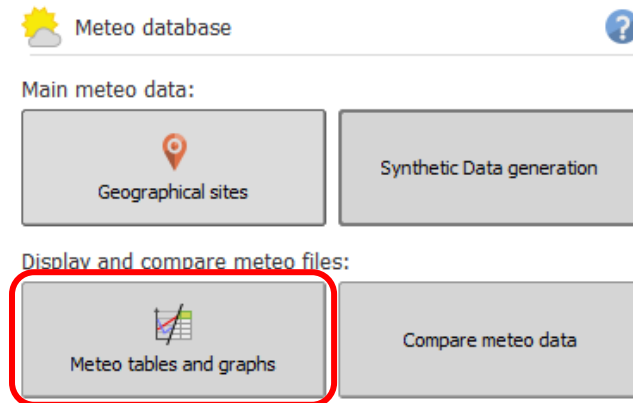 Meteo database
?
Main meteo data:
Geographical sites
Synthetic Data generation
Display and compare meteo files:
Meteo tables and graphs
Compare meteo data